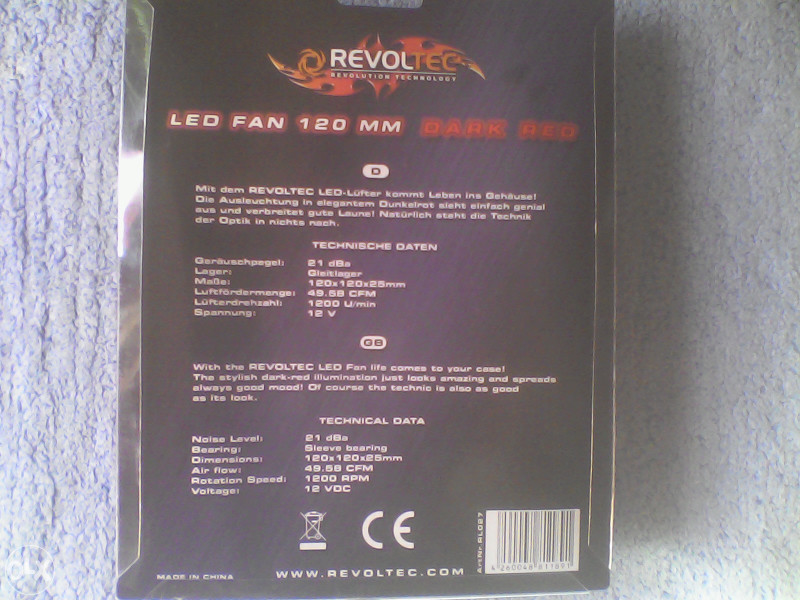 REVOLTEC
REVOLUTION TECHNOLOGY
LED FAN 120 MM DARK RED
D
Mit dem REVOLTEC LED-Lüfter kommt Leben ins Gehäuse!
Die Ausleuchtung in elegantem Dunkelrot sieht einfach genial
aus und verbreitet gute Laune! Natürlich steht die Technik
der Optik in nichts nach.
TECHNISCHE DATEN
Geräuschpegel: 21 dBa
Lager: Gleitlager
Maße: 120x120x25mm
Luftfördermenge: 49.58 CFM
Lüfterdrehzahl: 1200 U/min
Spannung: 12 V
GB
With the REVOLTEC LED Fan life comes to your case!
The stylish dark-red illumination just looks amazing and spreads
always good mood! Of course the technic is also as good
as its look.
TECHNICAL DATA
Noise Level: 21 dBa
Bearing: Sleeve bearing
Dimensions: 120x120x25mm
Air flow: 49.58 CFM
Rotation Speed: 1200 RPM
Voltage: 12 VDC
CE
Art.Nr. RL027
4 260048 811891
MADE IN CHINA
WWW.REVOLTEC.COM